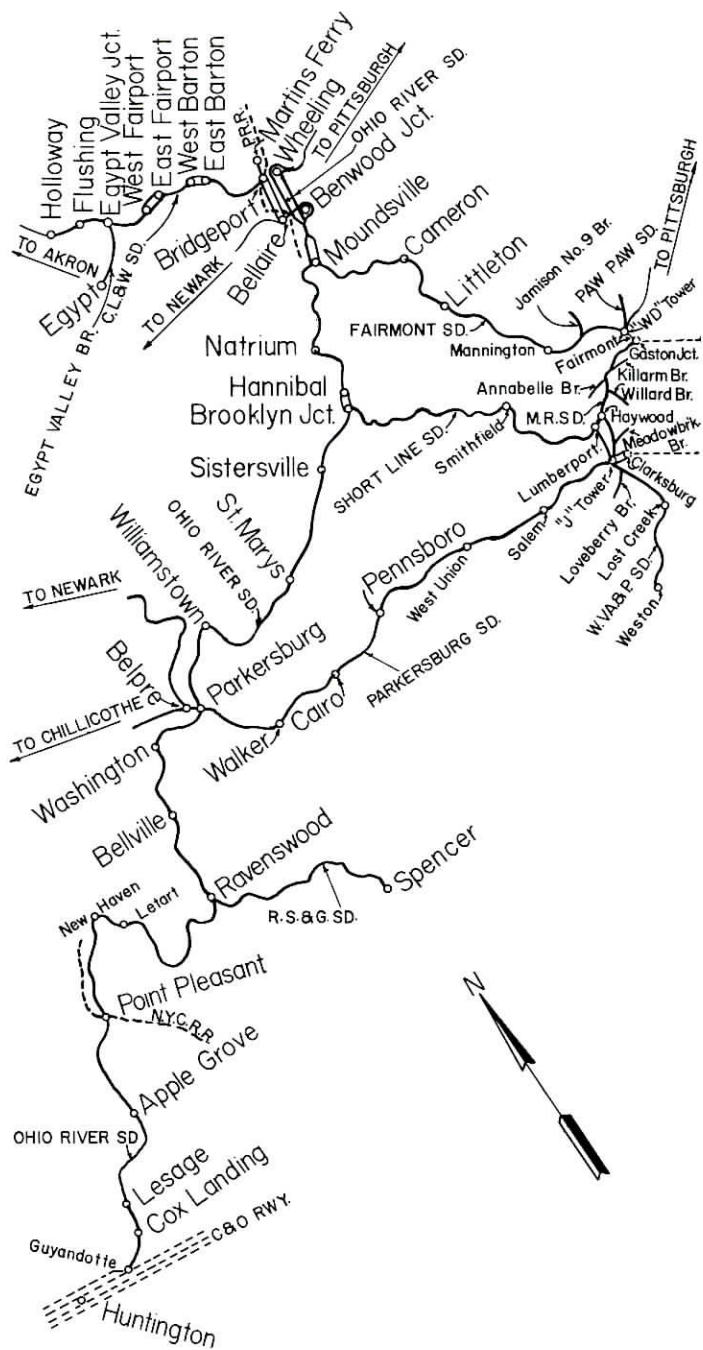 Holloway
Flushing
Egypt Valley Jct.
West Fairport
East Fairport
West Barton
East Barton
P.R.R.
Martins Ferry
Wheeling
TO PITTSBURGH
OHIO RIVER SD.
Benwood Jct.
Moundsville
Bridgeport
Bellaire
TO AKRON
Egypt
EGYPT VALLEY BR.
C.L.&W SD.
TO NEWARK
Cameron
Littleton
Jamison No. 9 Br.
PAW PAW SD.
TO PITTSBURGH
FAIRMONT SD.
Mannington
Fairmont
"WD" Tower
Gaston Jct.
Killarm Br.
Willard Br.
Annabelle Br.
M.R.SD.
Haywood
Meadowbrk.
Br.
Natrium
Hannibal
Brooklyn Jct.
SHORT LINE SD.
Smithfield
Lumberport
Sistersville
St. Marys
OHIO RIVER SD.
Williamstown
Salem
"J" Tower
Clarksburg
Loveberry Br.
Lost Creek
W.VA&P. SD.
Weston
Pennsboro
West Union
TO NEWARK
Belpre
Parkersburg
PARKERSBURG SD.
TO CHILLICOTHE
Walker
Cairo
Washington
Bellville
Ravenswood
Spencer
R.S.&G.SD.
New Haven
Letart
Point Pleasant
N.Y.C.R.R
Apple Grove
N
OHIO RIVER SD
Lesage
Cox Landing
C&O RWY.
Guyandotte
Huntington